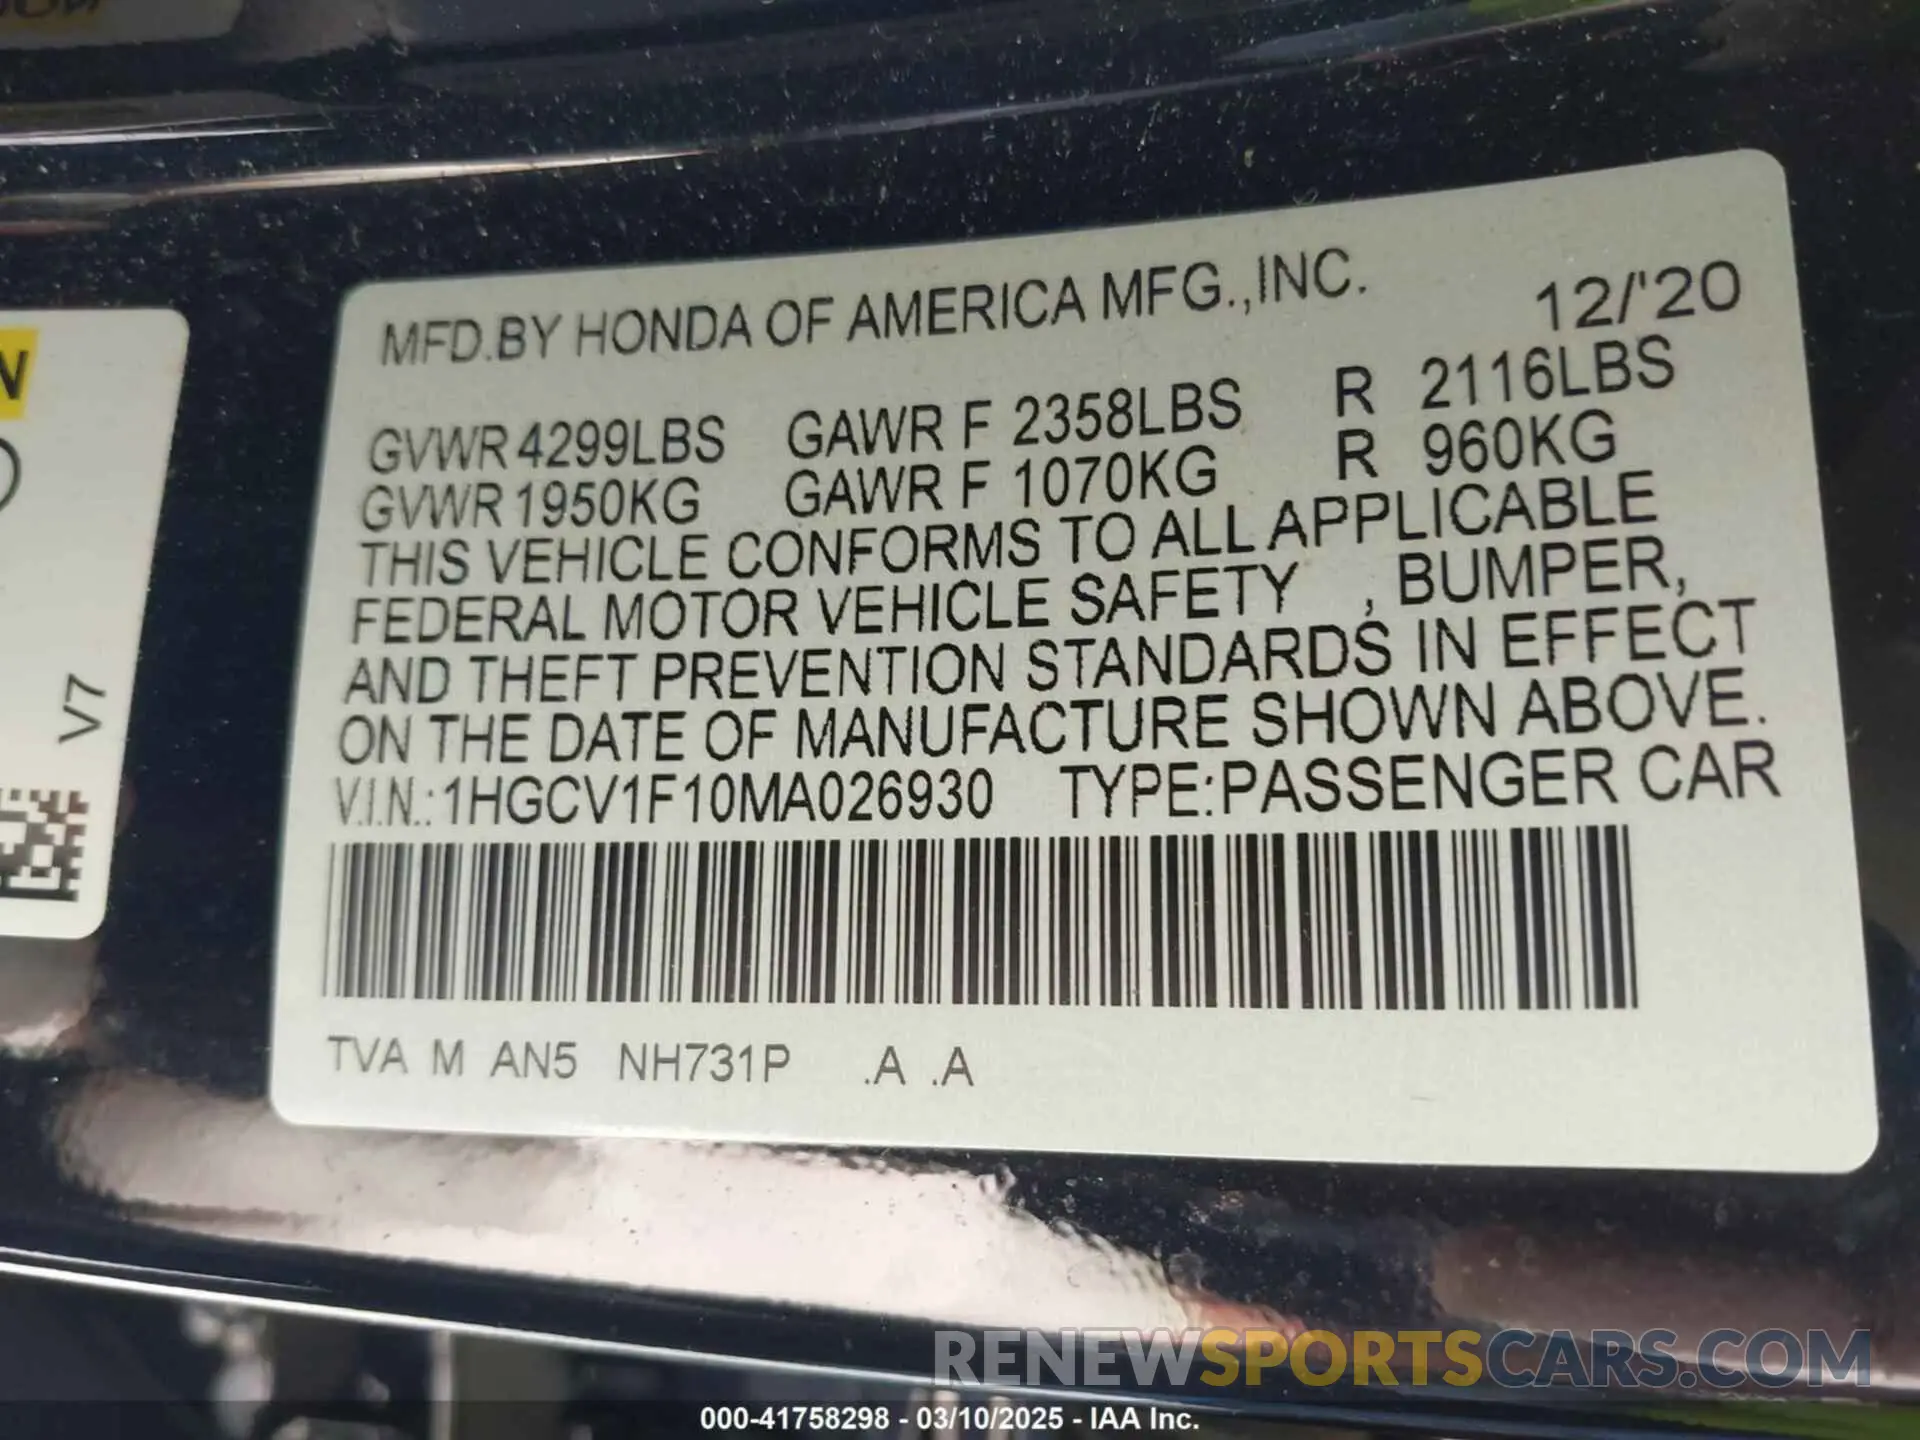 MFD.BY HONDA OF AMERICA MFG.,INC. 12/'20
GVWR 4299LBS GAWR F 2358LBS R 2116LBS
GVWR 1950KG GAWR F 1070KG R 960KG
THIS VEHICLE CONFORMS TO ALL APPLICABLE
FEDERAL MOTOR VEHICLE SAFETY , BUMPER,
AND THEFT PREVENTION STANDARDS IN EFFECT
ON THE DATE OF MANUFACTURE SHOWN ABOVE.
V.I.N.: 1HGCV1F10MA026930 TYPE:PASSENGER CAR
TVA M AN5 NH731P .A .A
N
V7
RENEWSPORTSCARS.COM
000-41758298 - 03/10/2025 - IAA Inc.